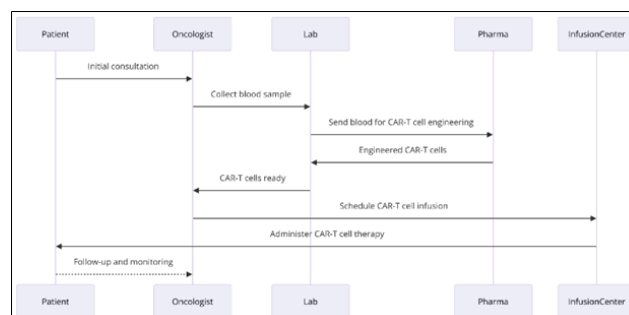 Patient Oncologist Lab Pharma InfusionCenter
Initial consultation
Collect blood sample
Send blood for CAR-T cell engineering
Engineered CAR-T cells
CAR-T cells ready
Schedule CAR-T cell infusion
Administer CAR-T cell therapy
Follow-up and monitoring
Patient Oncologist Lab Pharma InfusionCenter